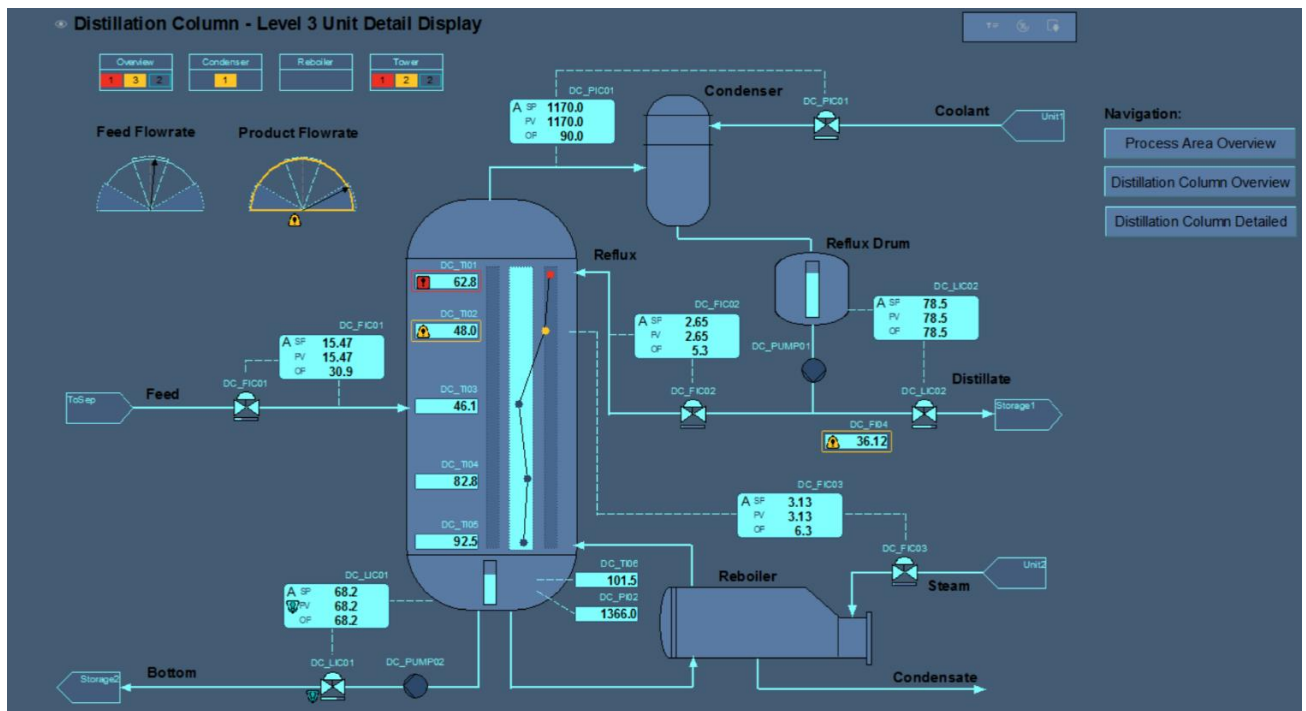 Distillation Column - Level 3 Unit Detail Display
Overview
1 3 2
Condenser
1
Reboiler
Tower
1 2 2
Feed Flowrate
Product Flowrate
DC_PIC01
A SP 1170.0
PV 1170.0
OP 90.0
Condenser
DC_PIC01
Coolant
Unit1
Navigation:
Process Area Overview
Distillation Column Overview
Distillation Column Detailed
Reflux
Reflux Drum
DC_TI01
62.8
DC_TI02
48.0
DC_TI03
46.1
DC_TI04
82.8
DC_TI05
92.5
DC_FIC01
A SP 15.47
PV 15.47
OP 30.9
DC_FIC01
ToSep
Feed
DC_FIC02
A SP 2.65
PV 2.65
OP 5.3
DC_FIC02
DC_PUMP01
DC_LIC02
A SP 78.5
PV 78.5
OP 78.5
DC_LIC02
Distillate
Storage1
DC_FI04
36.12
DC_FIC03
A SP 3.13
PV 3.13
OP 6.3
DC_FIC03
Unit2
Steam
Reboiler
DC_TI06
101.5
DC_PI02
1366.0
DC_LIC01
A SP 68.2
PV 68.2
OP 68.2
DC_LIC01
DC_PUMP02
Bottom
Storage2
Condensate